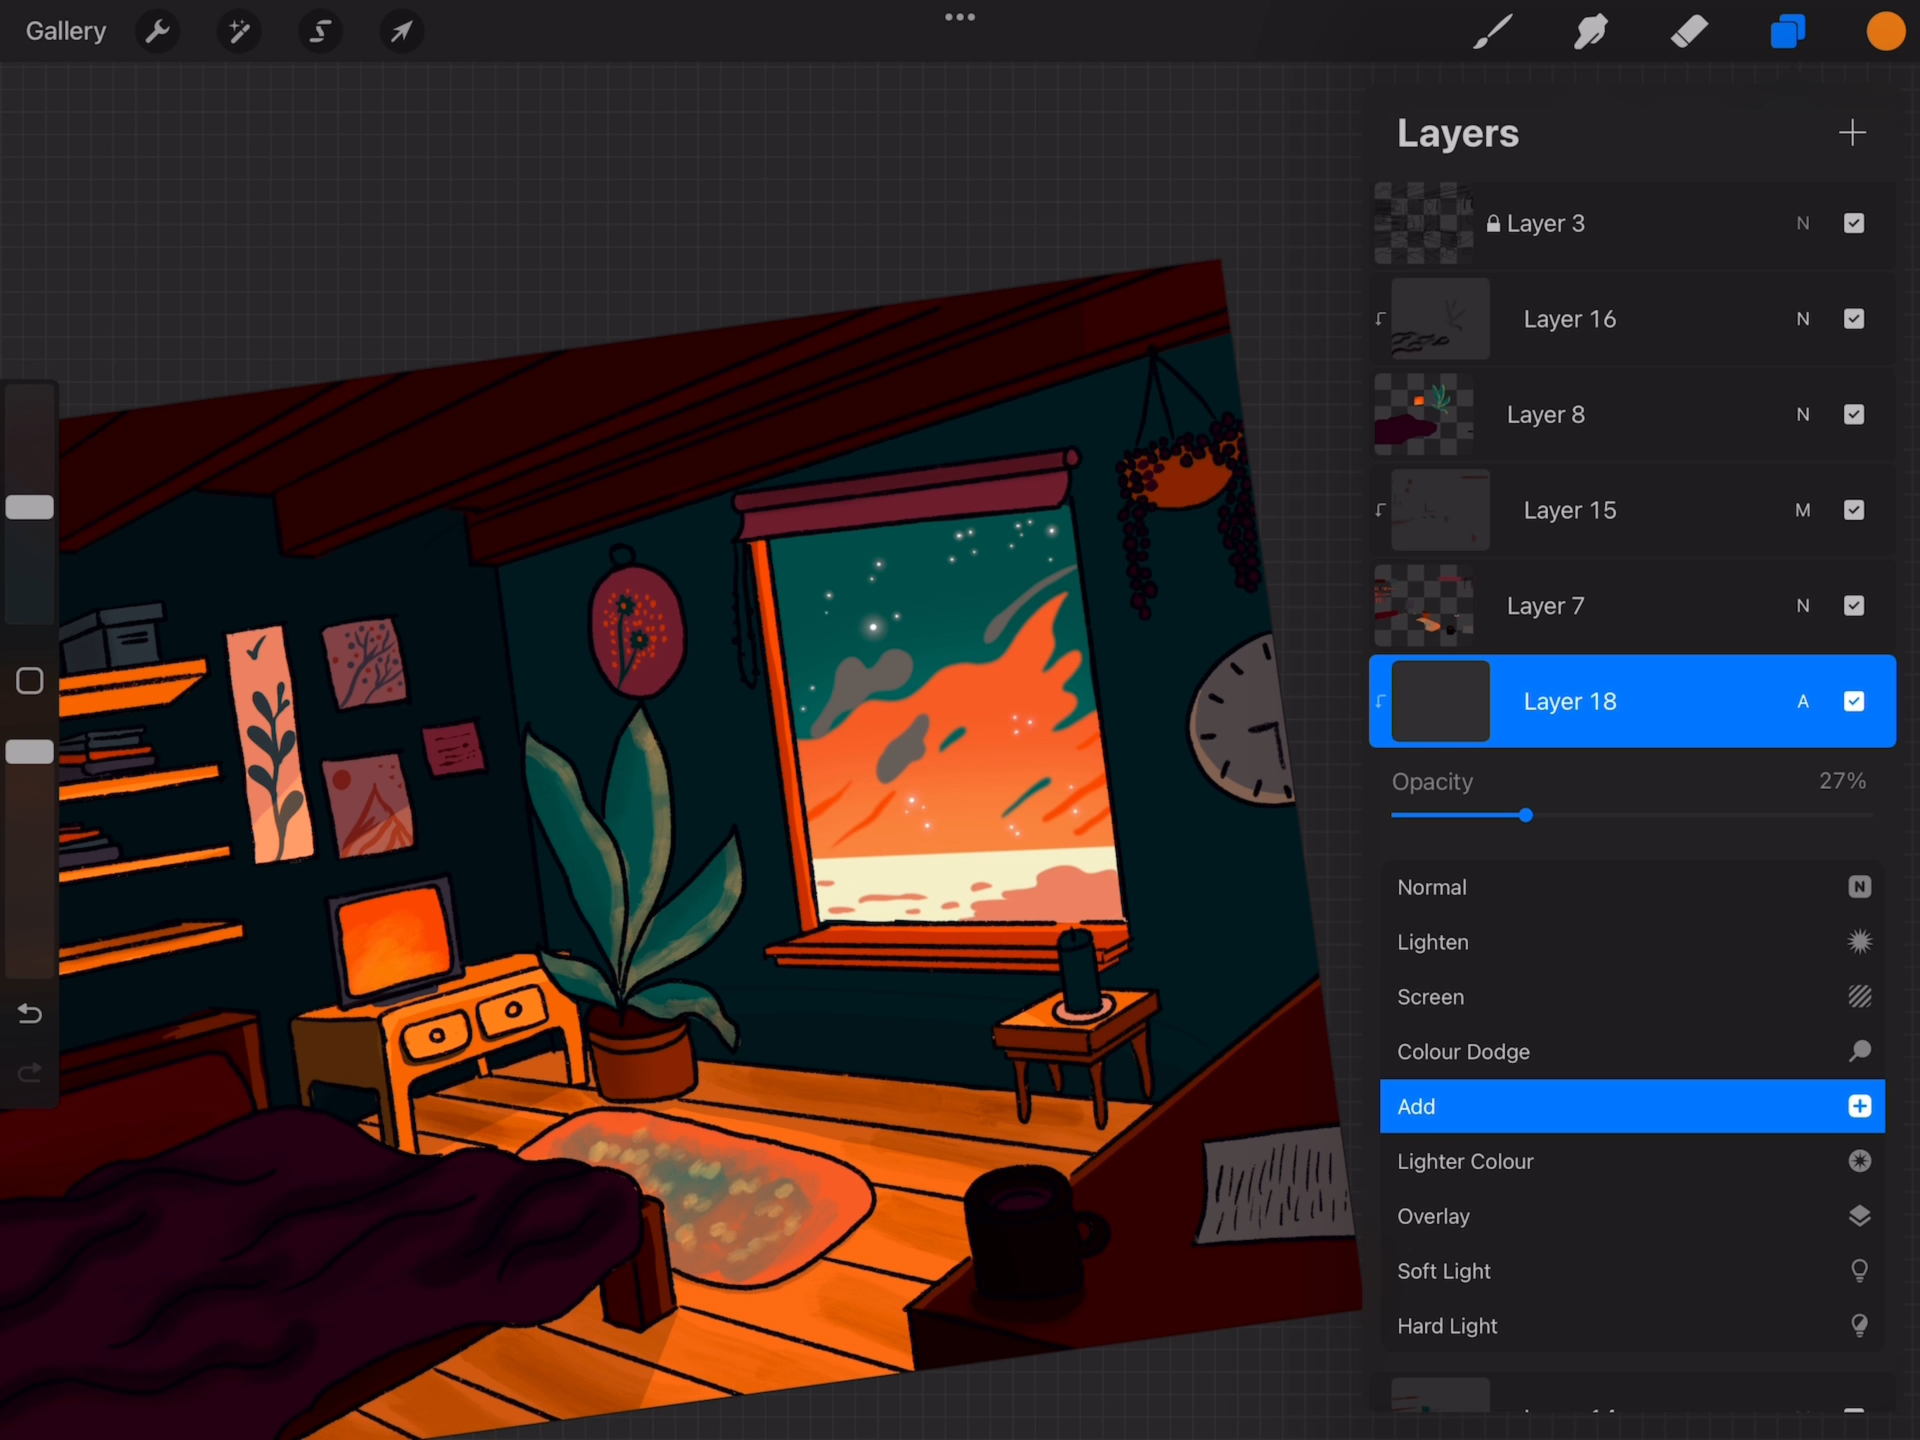 Gallery
Layers
Layer 3 N
Layer 16 N
Layer 8 N
Layer 15 M
Layer 7 N
Layer 18 A
Opacity 27%
Normal N
Lighten
Screen
Colour Dodge
Add
Lighter Colour
Overlay
Soft Light
Hard Light